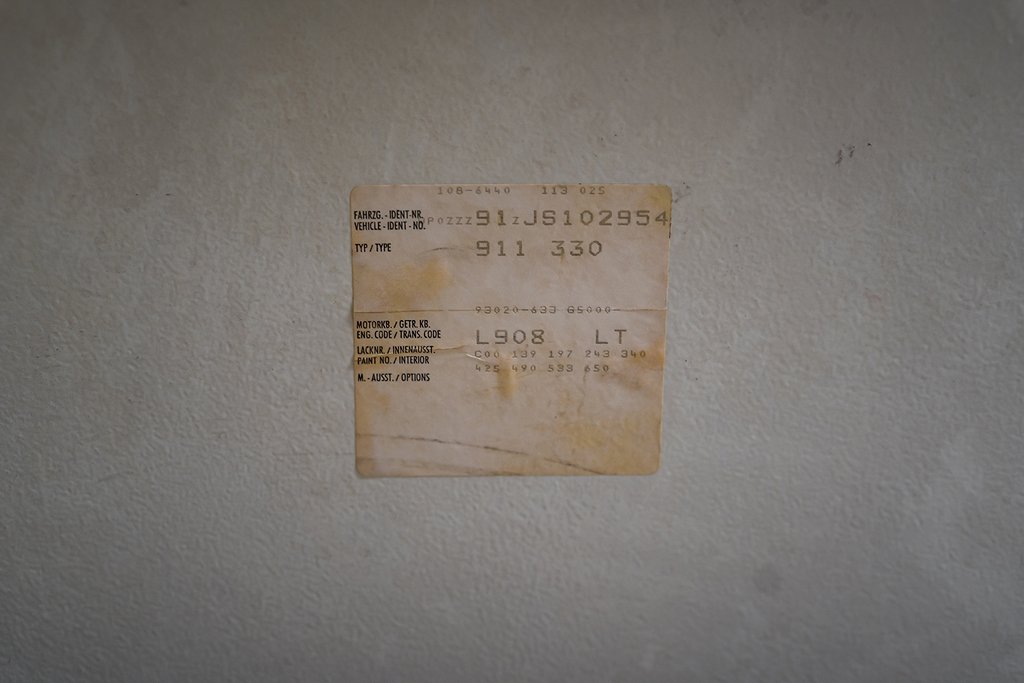 108-6440 113 025
FAHRZG. - IDENT-NR.
VEHICLE - IDENT - NO.
POZZZ91ZJS102954
TYP / TYPE
911 330
93020-633 G5000-
MOTORKB. / GETR. KB.
ENG. CODE / TRANS. CODE
L908 LT
LACKNR. / INNENAUSST.
PAINT NO. / INTERIOR
C00 139 197 243 340
425 490 533 650
M. - AUSST. / OPTIONS